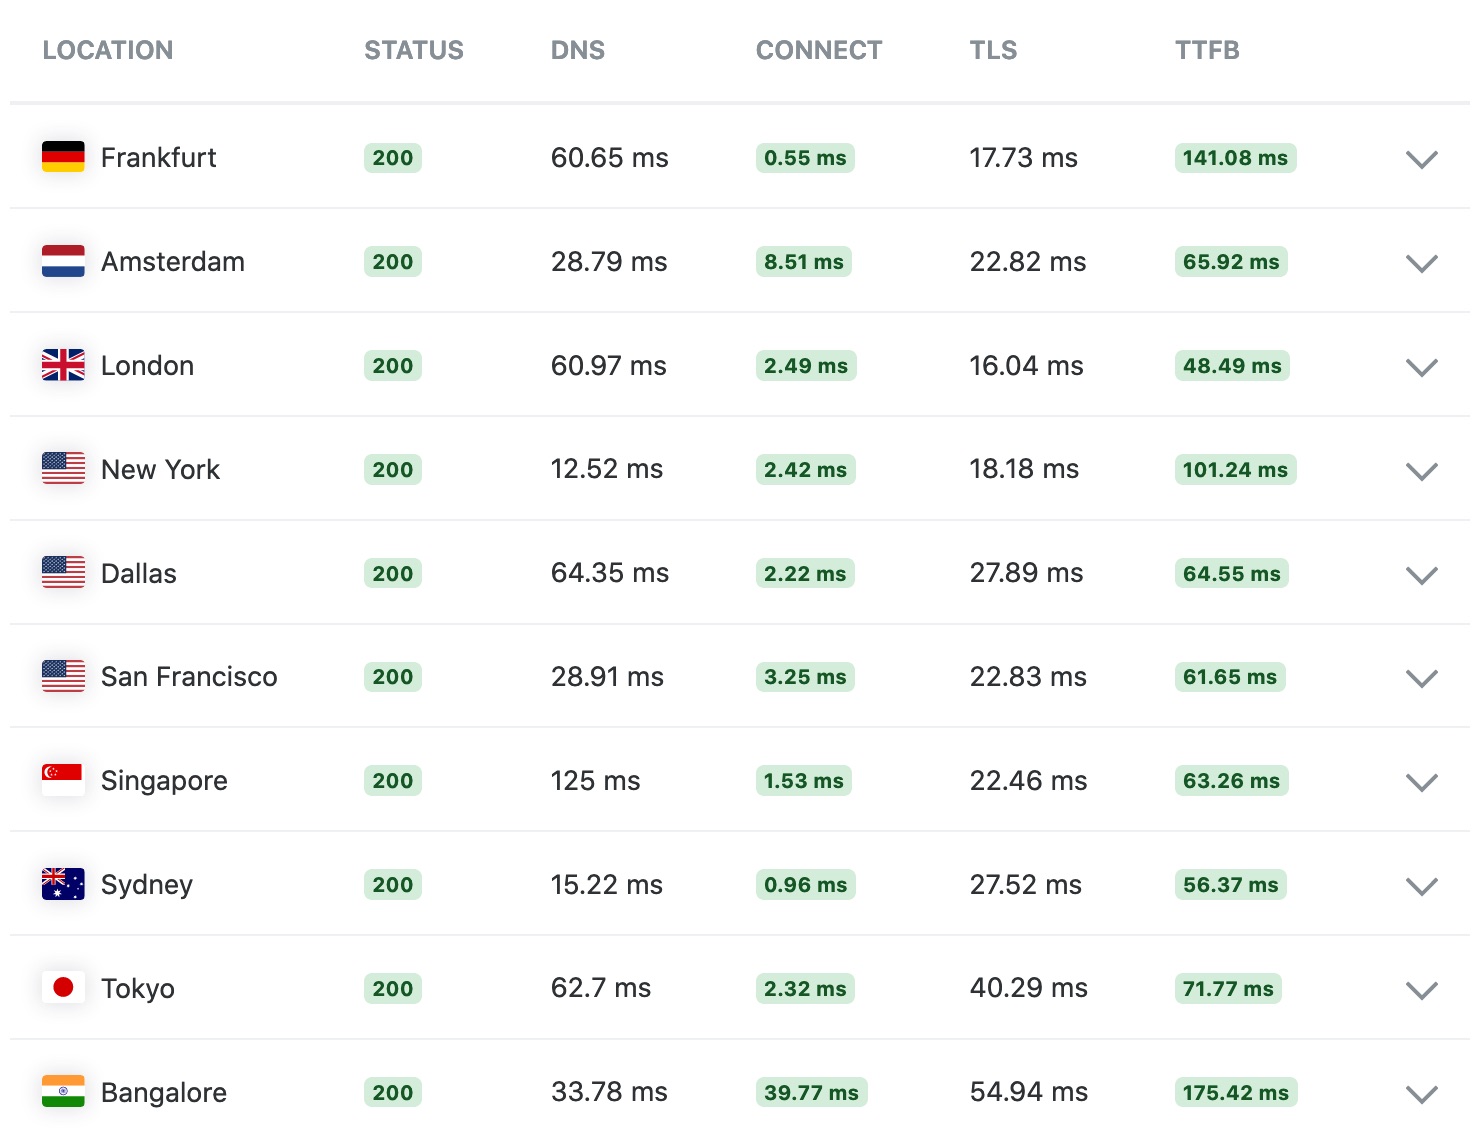 LOCATION STATUS DNS CONNECT TLS TTFB
Frankfurt 200 60.65 ms 0.55 ms 17.73 ms 141.08 ms
Amsterdam 200 28.79 ms 8.51 ms 22.82 ms 65.92 ms
London 200 60.97 ms 2.49 ms 16.04 ms 48.49 ms
New York 200 12.52 ms 2.42 ms 18.18 ms 101.24 ms
Dallas 200 64.35 ms 2.22 ms 27.89 ms 64.55 ms
San Francisco 200 28.91 ms 3.25 ms 22.83 ms 61.65 ms
Singapore 200 125 ms 1.53 ms 22.46 ms 63.26 ms
Sydney 200 15.22 ms 0.96 ms 27.52 ms 56.37 ms
Tokyo 200 62.7 ms 2.32 ms 40.29 ms 71.77 ms
Bangalore 200 33.78 ms 39.77 ms 54.94 ms 175.42 ms